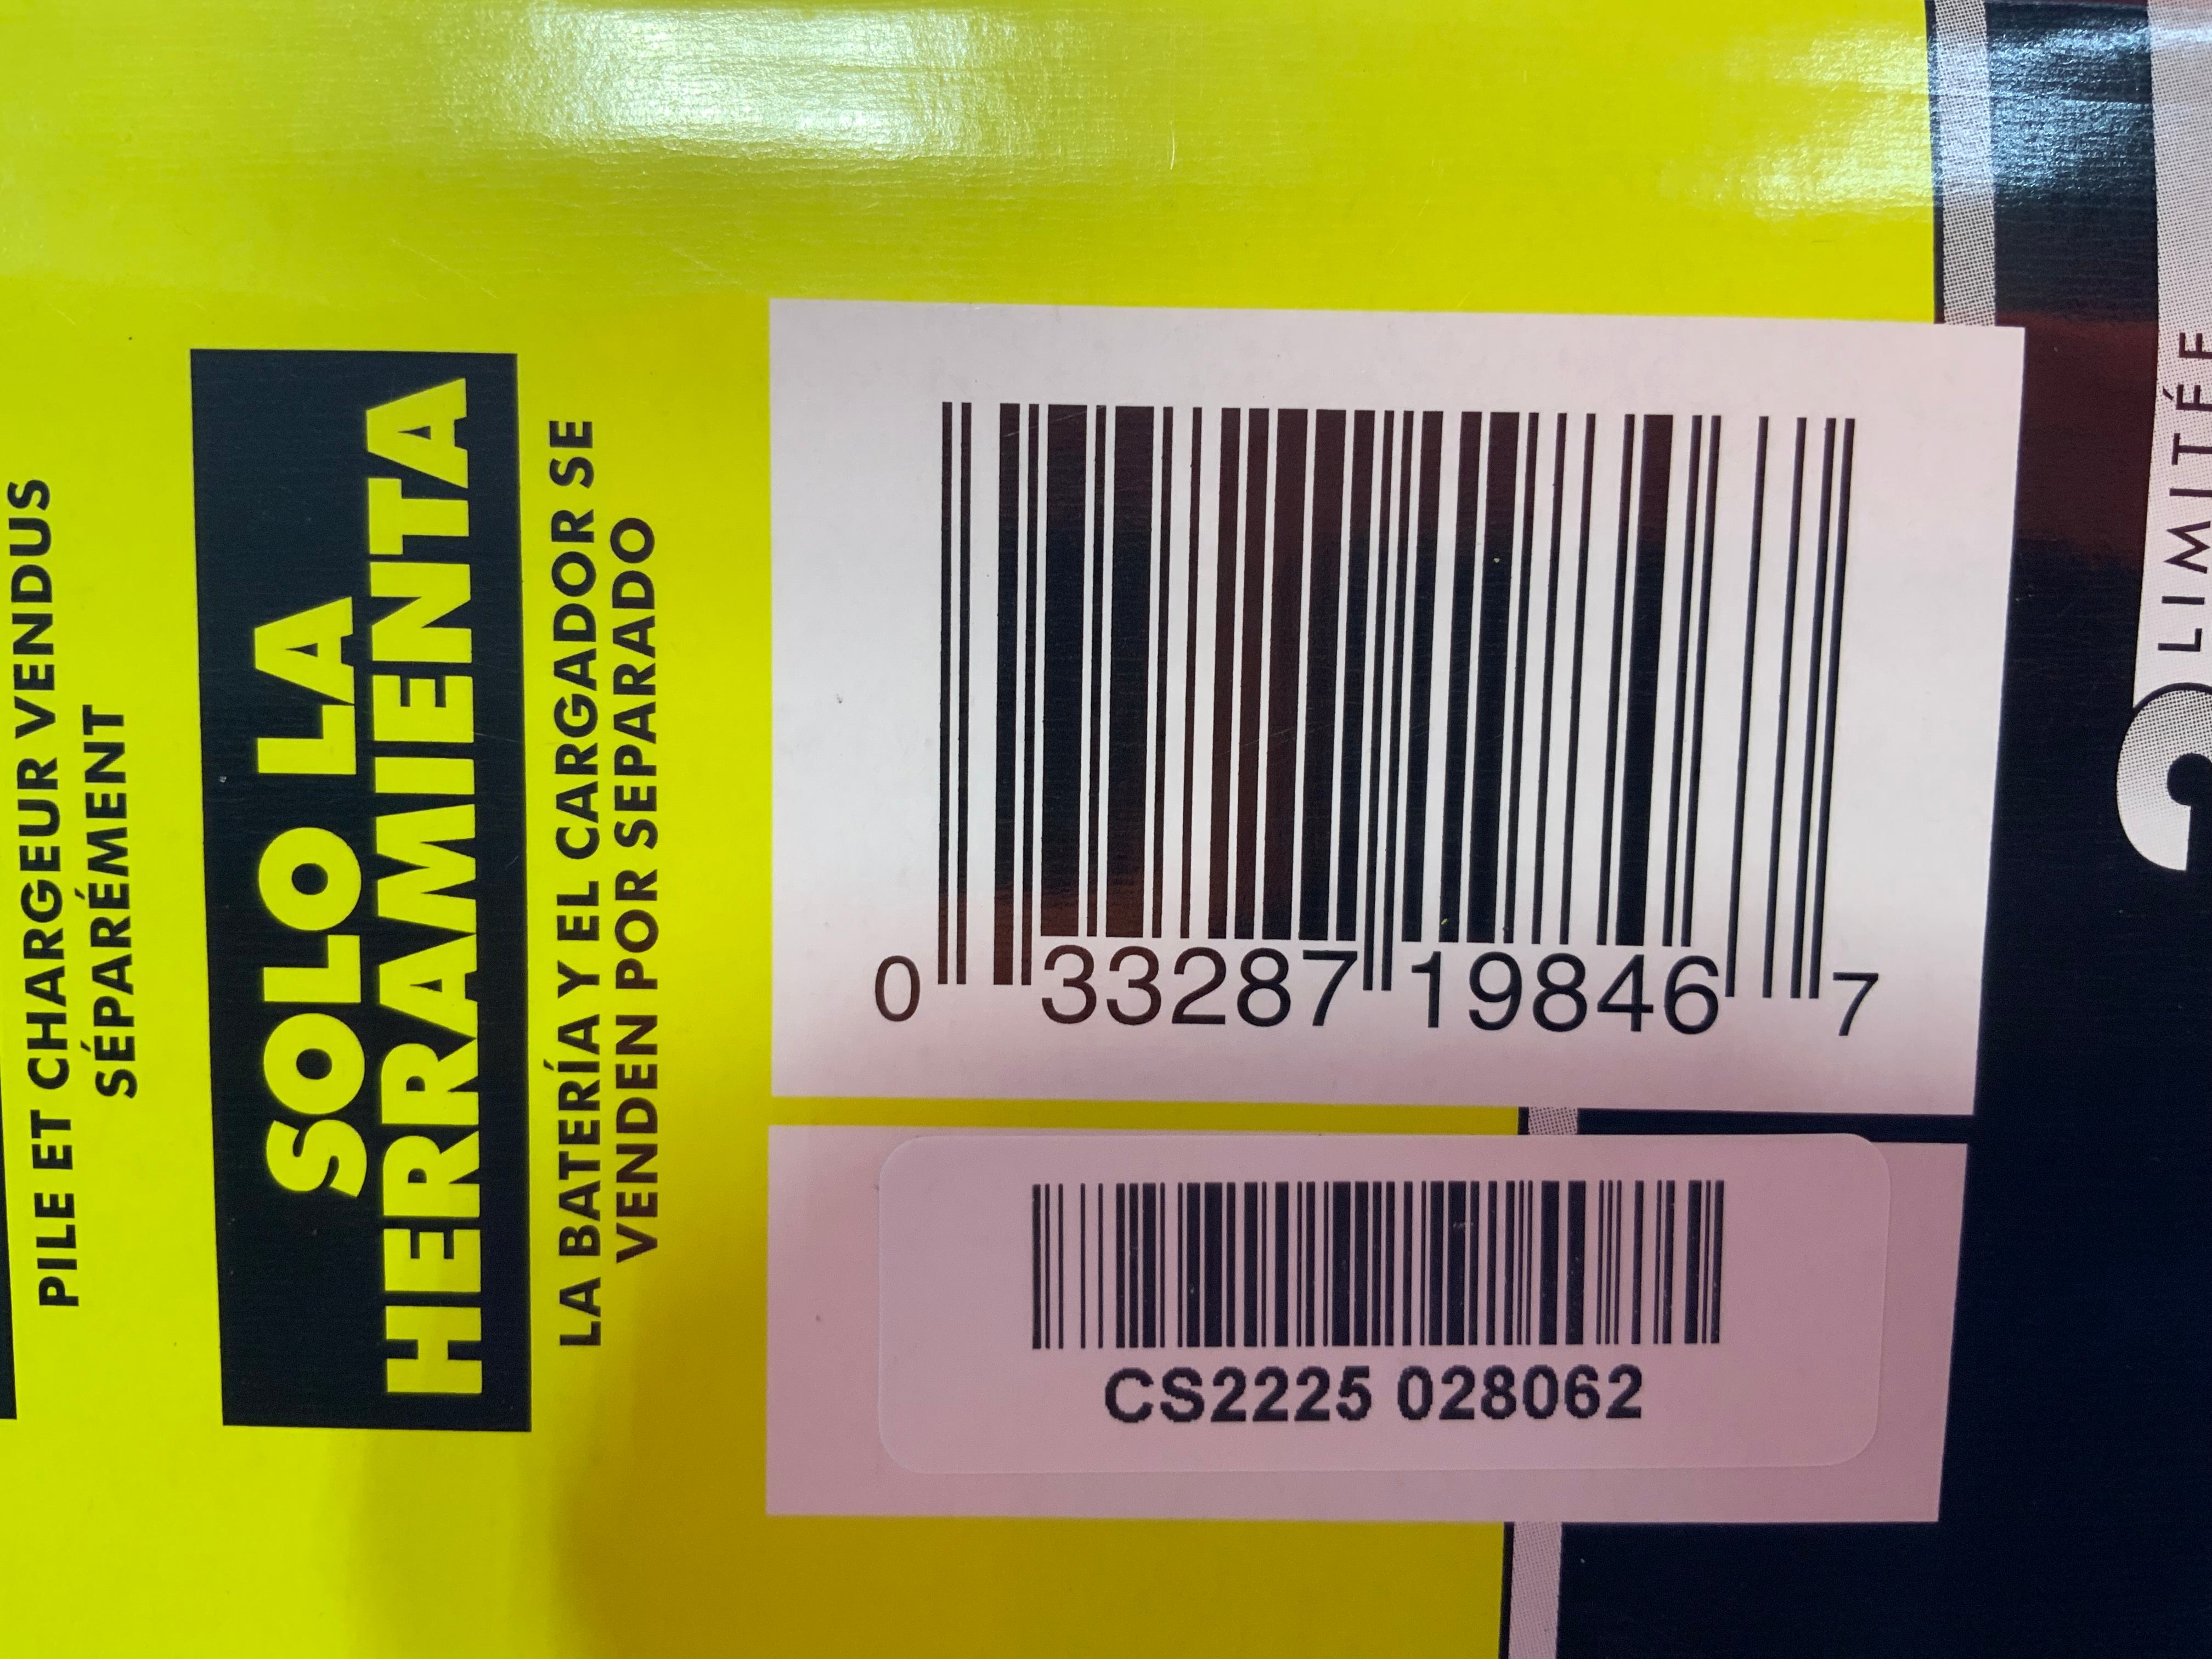 PILE ET CHARGEUR VENDUS
SÉPARÉMENT
SOLO LA
HERRAMIENTA
LA BATERÍA Y EL CARGADOR SE
VENDEN POR SEPARADO
0 33287 19846 7
CS2225 028062
LIMITÉE